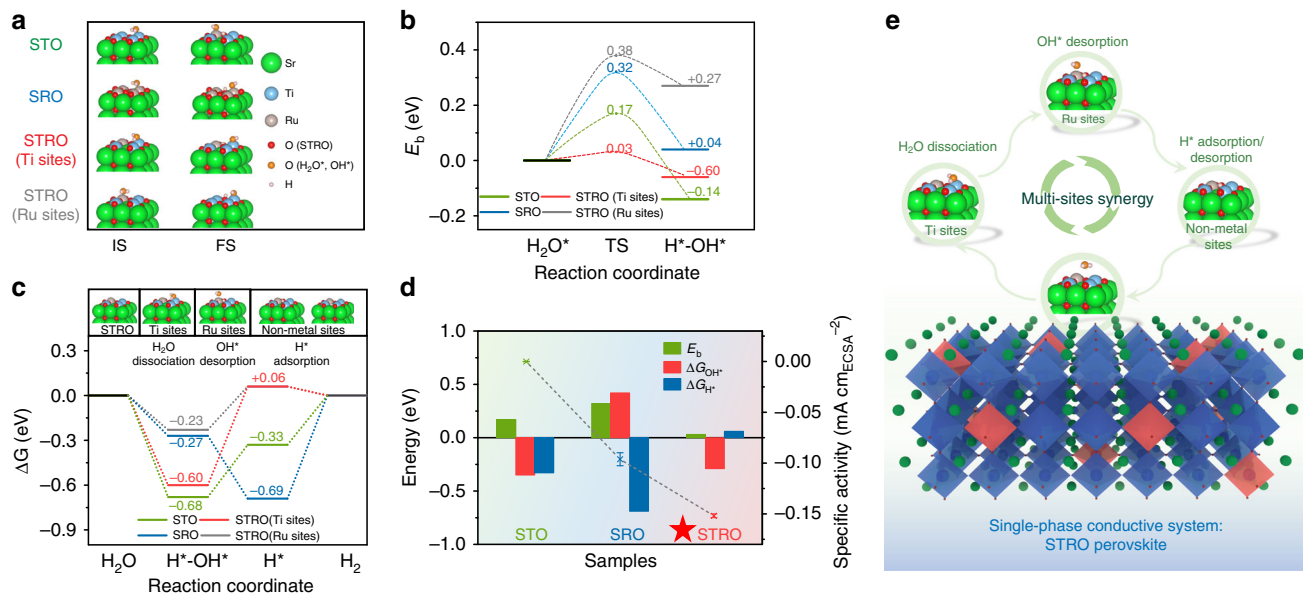 a
STO
SRO
STRO
(Ti sites)
STRO
(Ru sites)
Sr
Ti
Ru
O (STRO)
O (H₂O*, OH*)
H
IS
FS
b
E_b (eV)
0.4
0.2
0.0
−0.2
0.38
0.32
0.17
0.03
+0.27
+0.04
−0.60
−0.14
STO
STRO (Ti sites)
SRO
STRO (Ru sites)
H₂O*
TS
H*-OH*
Reaction coordinate
c
STRO
Ti sites
Ru sites
Non-metal sites
H₂O
dissociation
OH*
desorption
H*
adsorption
ΔG (eV)
0.3
0.0
−0.3
−0.6
−0.9
+0.06
−0.23
−0.27
−0.33
−0.60
−0.68
−0.69
STO
STRO(Ti sites)
SRO
STRO(Ru sites)
H₂O
H*-OH*
H*
H₂
Reaction coordinate
d
Energy (eV)
1.0
0.5
0.0
−0.5
−1.0
E_b
ΔG_OH*
ΔG_H*
STO
SRO
STRO
Samples
0.00
−0.05
−0.10
−0.15
Specific activity (mA cm_ECSA⁻²)
e
OH* desorption
Ru sites
H₂O dissociation
Ti sites
H* adsorption/
desorption
Non-metal
sites
Multi-sites synergy
Single-phase conductive system:
STRO perovskite